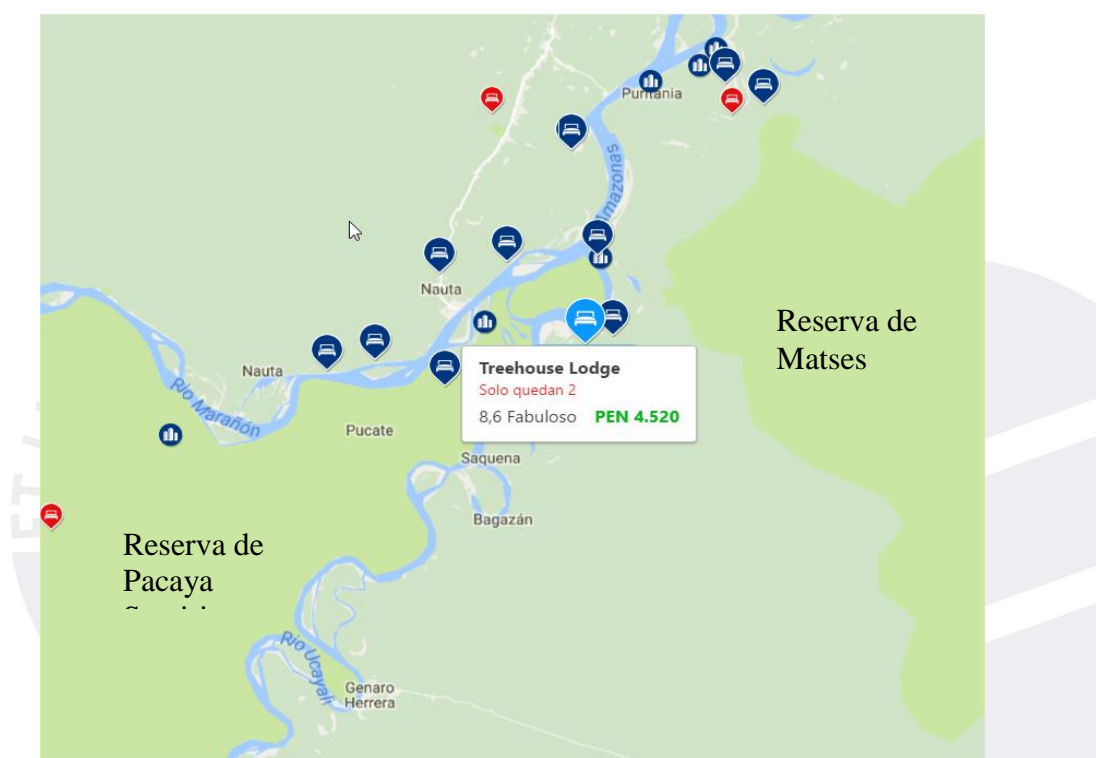 Puritania
Amazonas
Nauta
Reserva de
Matses
Treehouse Lodge
Solo quedan 2
8,6 Fabuloso PEN 4.520
Nauta
Río Marañón
Pucate
Saquena
Bagazán
Reserva de
Pacaya
Río Ucayali
Genaro
Herrera